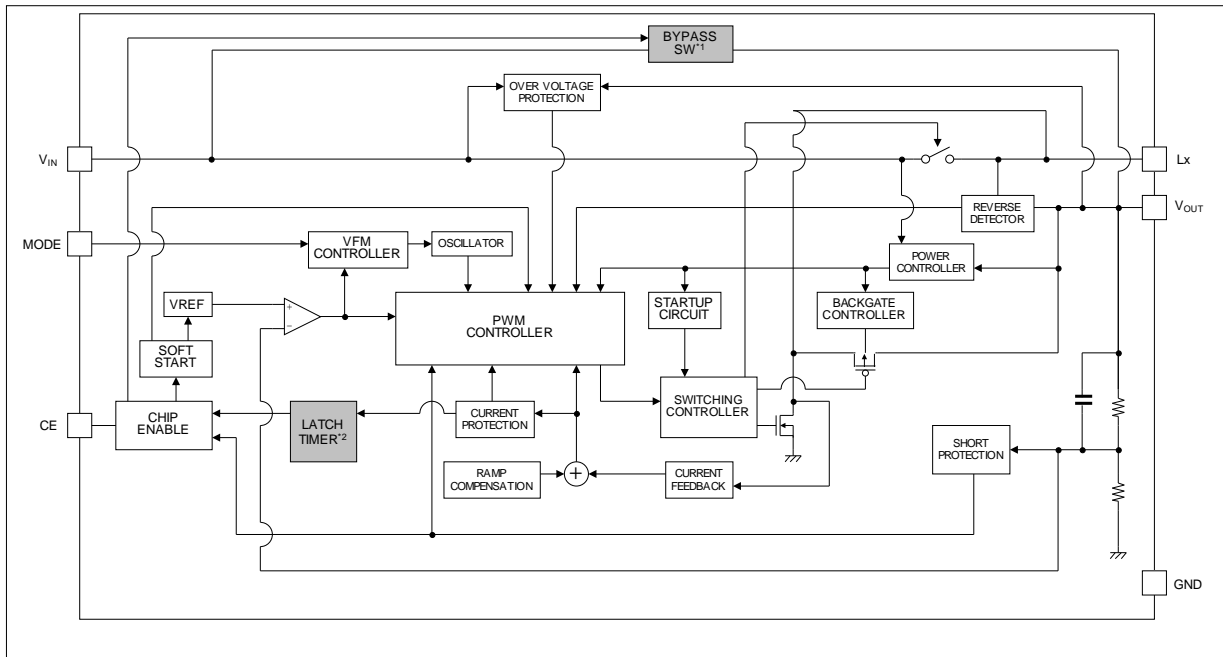 BYPASS
SW*1
OVER VOLTAGE
PROTECTION
VIN
Lx
REVERSE
DETECTOR
VOUT
MODE
VFM
CONTROLLER
OSCILLATOR
POWER
CONTROLLER
VREF
+
−
PWM
CONTROLLER
STARTUP
CIRCUIT
BACKGATE
CONTROLLER
SOFT
START
CE
CHIP
ENABLE
LATCH
TIMER*2
CURRENT
PROTECTION
SWITCHING
CONTROLLER
SHORT
PROTECTION
RAMP
COMPENSATION
+
CURRENT
FEEDBACK
GND